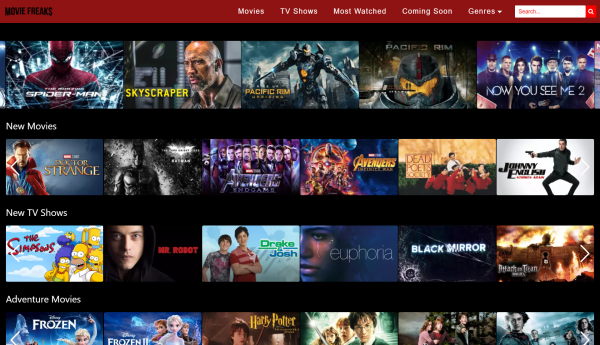 MOVIE FREAKS
Movies TV Shows Most Watched Coming Soon Genres
Search...
THE AMAZING
SPIDER-MAN
SKYSCRAPER
PACIFIC RIM
UPRISING
PACIFIC RIM
NOW YOU SEE ME 2
New Movies
DOCTOR
STRANGE
BATMAN
AVENGERS
ENDGAME
AVENGERS
INFINITY WAR
DEAD
POETS
SOCIETY
JOHNNY
ENGLISH
STRIKES AGAIN
New TV Shows
THE
SIMPSONS
MR. ROBOT
Drake
&
Josh
euphoria
BLACK MIRROR
Attack on Titan
Adventure Movies
FROZEN
FROZEN II
Harry Potter